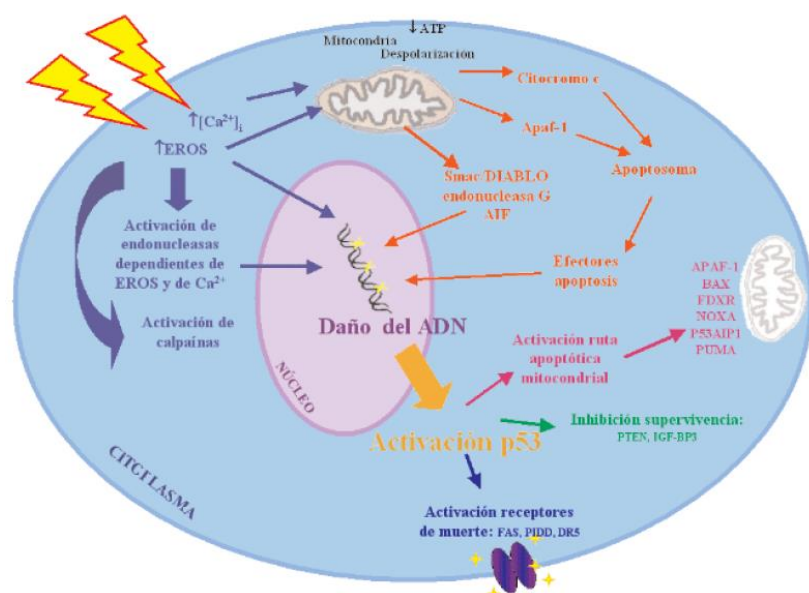 ↓ATP
Mitocondria
Despolarización
Citocromo c
↑[Ca²⁺]ᵢ
↑EROS
Apaf-1
Apoptosoma
Smac/DIABLO
endonucleasa G
AIF
Activación de
endonucleasas
dependientes de
EROS y de Ca²⁺
Efectores
apoptosis
Activación de
calpaínas
Daño del ADN
NÚCLEO
APAF-1
BAX
FDXR
NOXA
P53AIP1
PUMA
Activación ruta
apoptótica
mitocondrial
Activación p53
Inhibición supervivencia:
PTEN, IGF-BP3
CITOPLASMA
Activación receptores
de muerte: FAS, PIDD, DR5